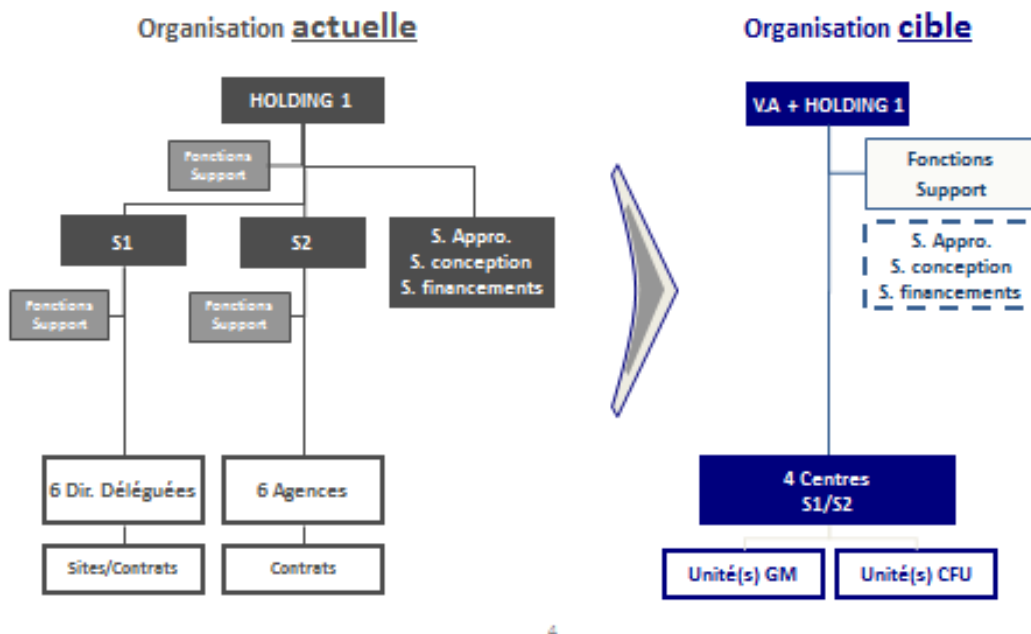 Organisation actuelle
HOLDING 1
Fonctions
Support
S1
S2
S. Appro.
S. conception
S. financements
Fonctions
Support
Fonctions
Support
6 Dir. Déléguées
6 Agences
Sites/Contrats
Contrats
Organisation cible
V.A + HOLDING 1
Fonctions
Support
S. Appro.
S. conception
S. financements
4 Centres
S1/S2
Unité(s) GM
Unité(s) CFU
4